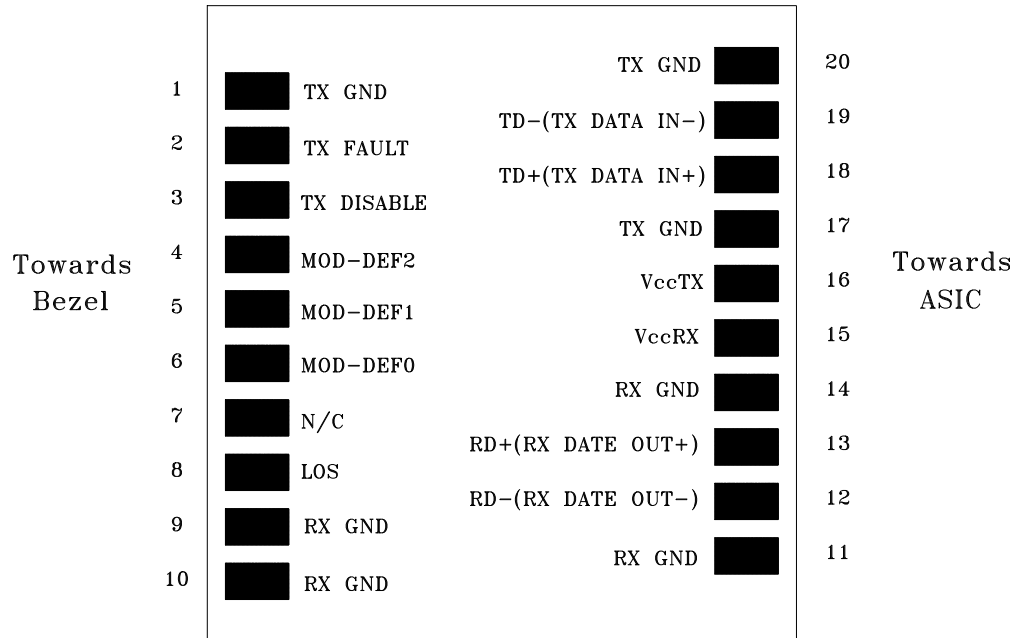 1 TX GND
2 TX FAULT
3 TX DISABLE
4 MOD-DEF2
5 MOD-DEF1
6 MOD-DEF0
7 N/C
8 LOS
9 RX GND
10 RX GND
Towards
Bezel
TX GND 20
TD-(TX DATA IN-) 19
TD+(TX DATA IN+) 18
TX GND 17
VccTX 16
VccRX 15
RX GND 14
RD+(RX DATE OUT+) 13
RD-(RX DATE OUT-) 12
RX GND 11
Towards
ASIC